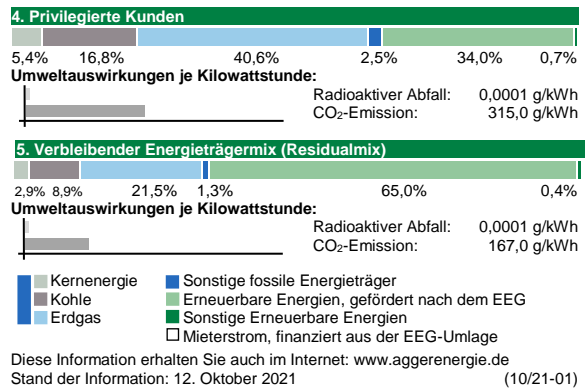 4. Privilegierte Kunden
5,4% 16,8% 40,6% 2,5% 34,0% 0,7%
Umweltauswirkungen je Kilowattstunde:
Radioaktiver Abfall: 0,0001 g/kWh
CO₂-Emission: 315,0 g/kWh
5. Verbleibender Energieträgermix (Residualmix)
2,9% 8,9% 21,5% 1,3% 65,0% 0,4%
Umweltauswirkungen je Kilowattstunde:
Radioaktiver Abfall: 0,0001 g/kWh
CO₂-Emission: 167,0 g/kWh
Kernenergie Sonstige fossile Energieträger
Kohle Erneuerbare Energien, gefördert nach dem EEG
Erdgas Sonstige Erneuerbare Energien
Mieterstrom, finanziert aus der EEG-Umlage
Diese Information erhalten Sie auch im Internet: www.aggerenergie.de
Stand der Information: 12. Oktober 2021 (10/21-01)